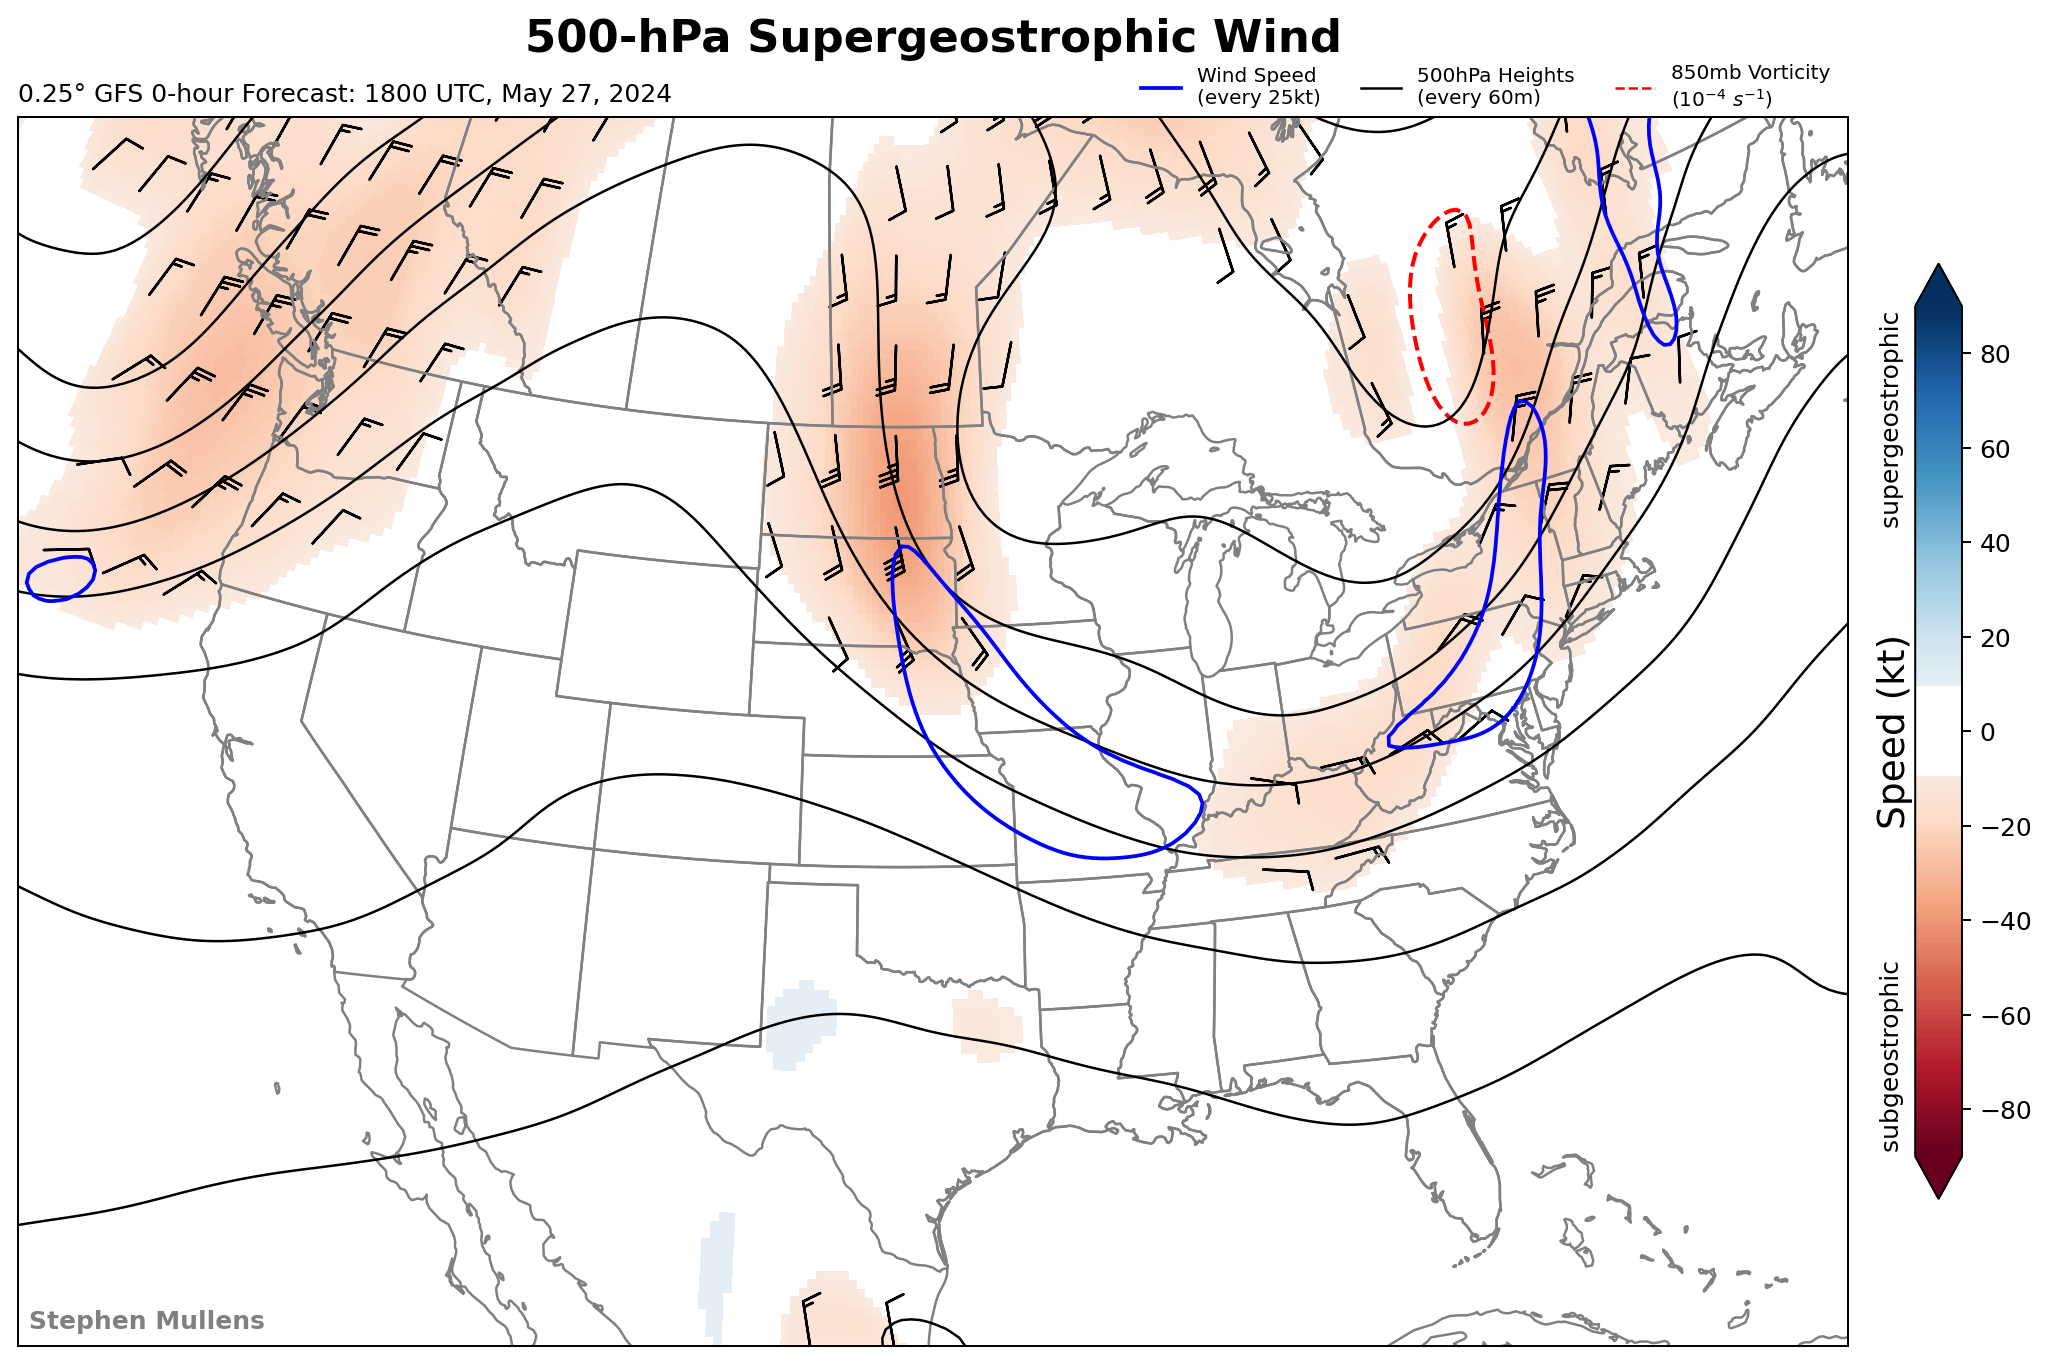 500-hPa Supergeostrophic Wind
0.25° GFS 0-hour Forecast: 1800 UTC, May 27, 2024
Wind Speed
(every 25kt)
500hPa Heights
(every 60m)
850mb Vorticity
(10⁻⁴ s⁻¹)
supergeostrophic
Speed (kt)
subgeostrophic
80
60
40
20
0
−20
−40
−60
−80
Stephen Mullens